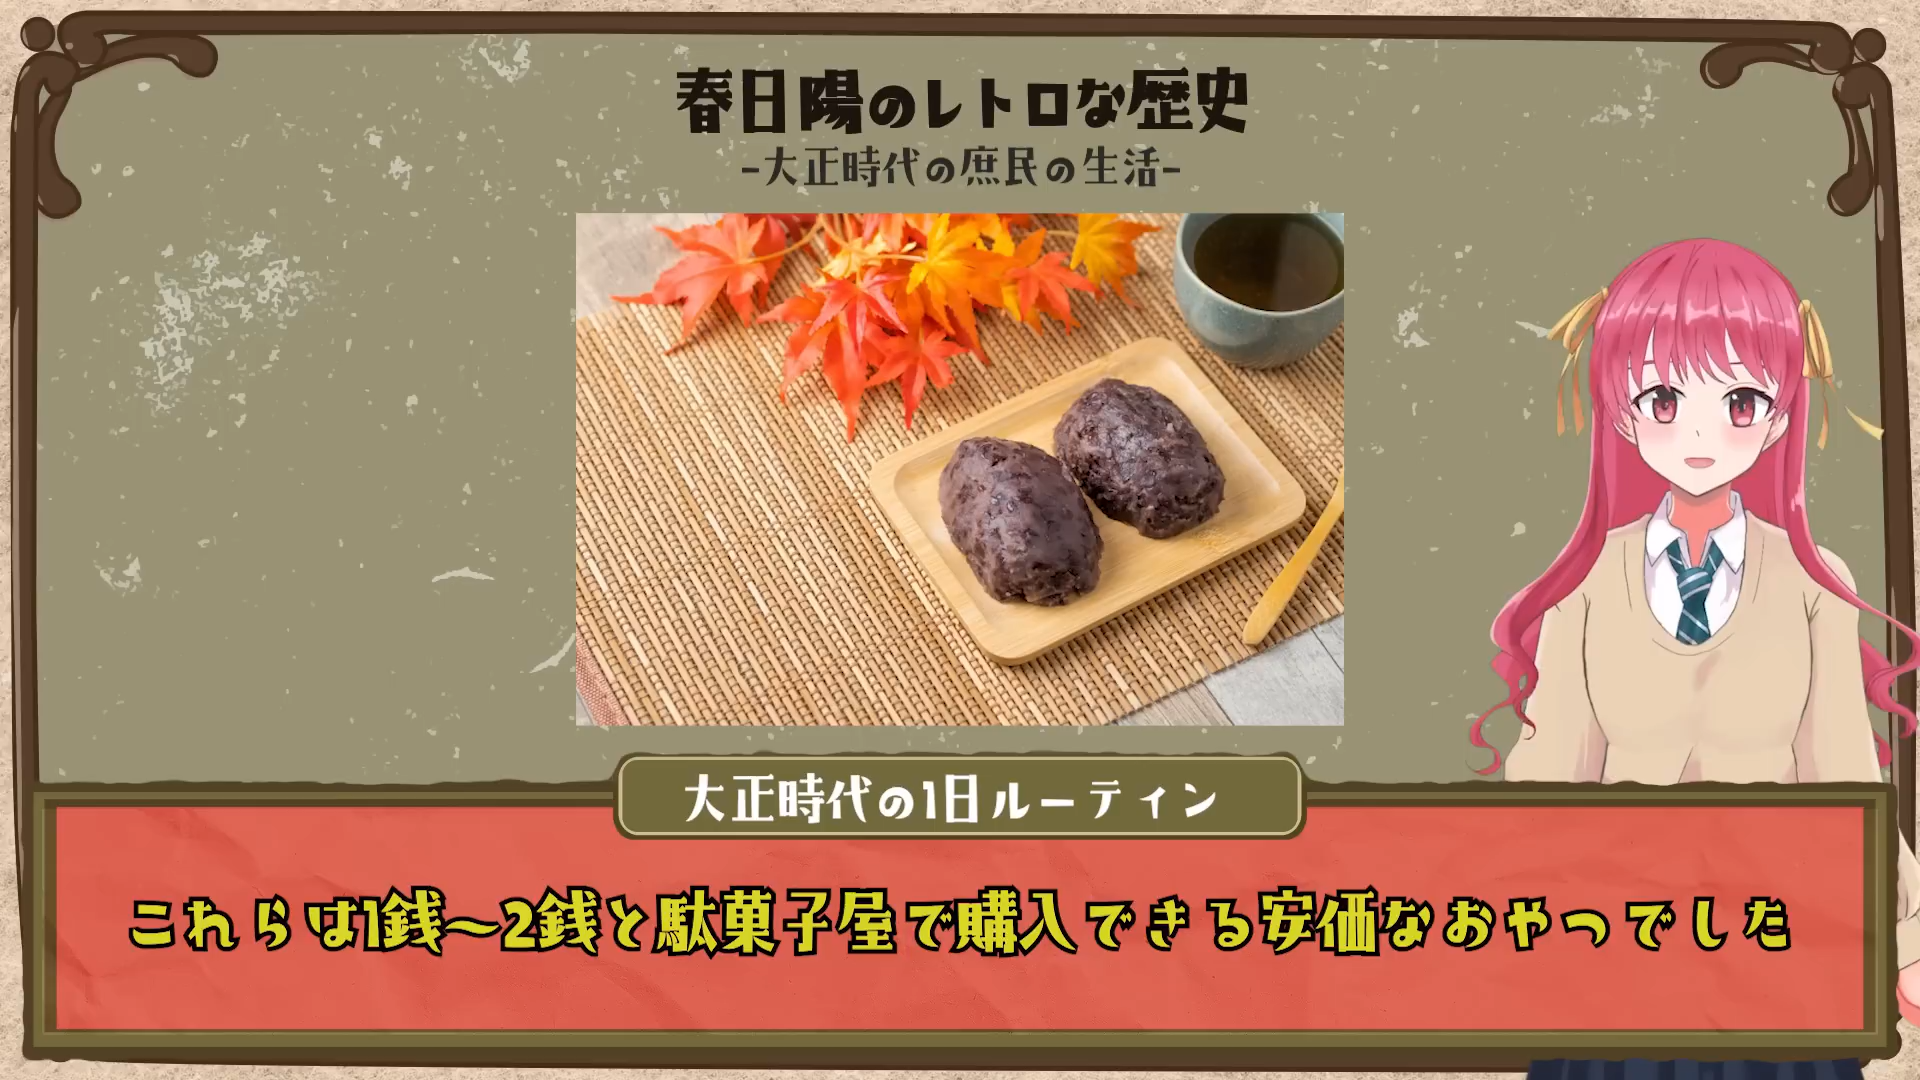 春日陽のレトロな歴史
-大正時代の庶民の生活-
大正時代の1日ルーティン
これらは1銭～2銭と駄菓子屋で購入できる安価なおやつでした